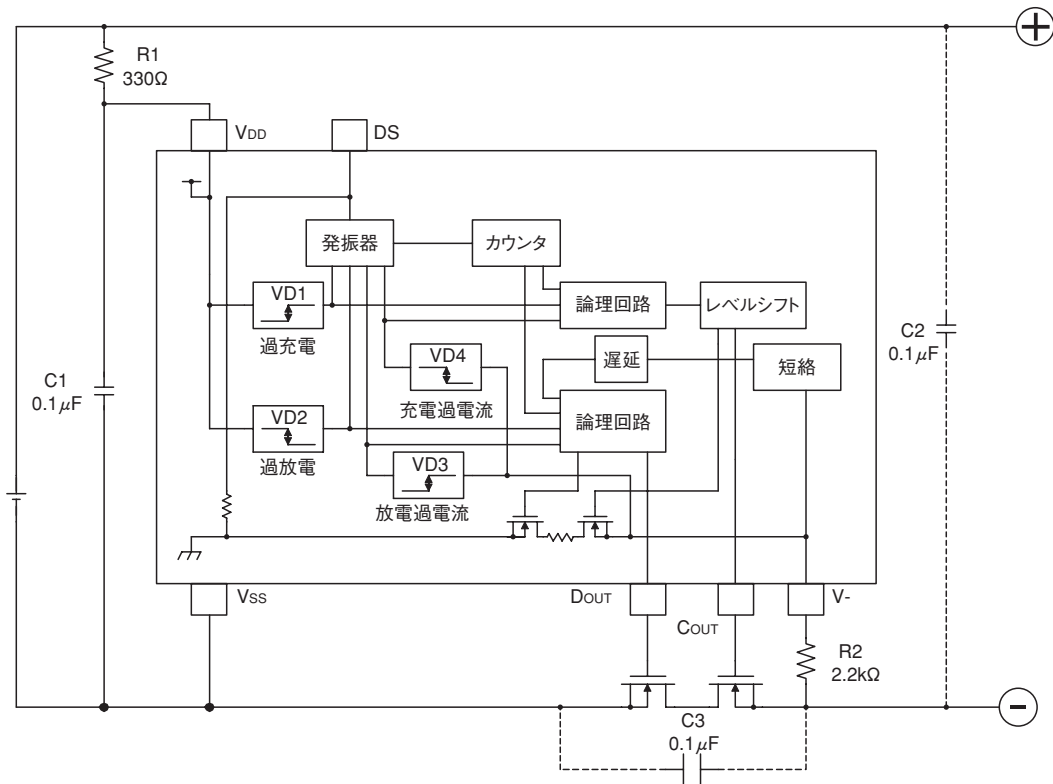 R1
330Ω
VDD
DS
発振器
カウンタ
VD1
過充電
論理回路
レベルシフト
C2
0.1μF
VD4
充電過電流
遅延
短絡
C1
0.1μF
VD2
過放電
論理回路
VD3
放電過電流
VSS
DOUT
COUT
V-
R2
2.2kΩ
C3
0.1μF